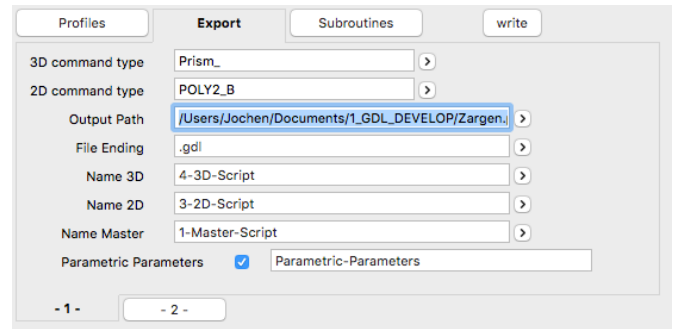 Profiles Export Subroutines write
3D command type Prism_ >
2D command type POLY2_B >
Output Path /Users/Jochen/Documents/1_GDL_DEVELOP/Zargen. >
File Ending .gdl >
Name 3D 4-3D-Script >
Name 2D 3-2D-Script >
Name Master 1-Master-Script >
Parametric Parameters Parametric-Parameters
- 1 - - 2 -